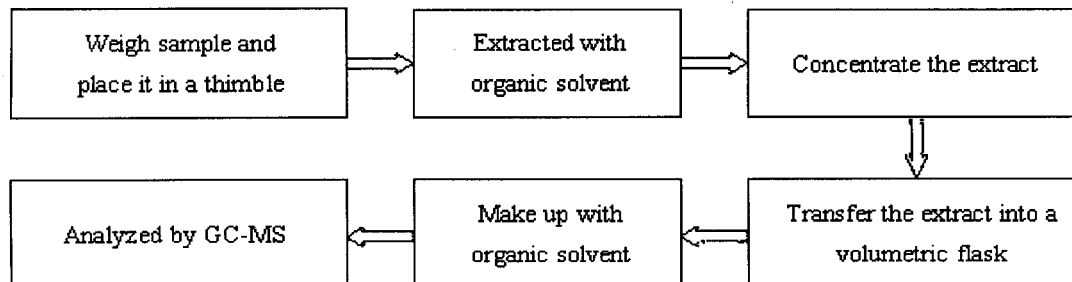 Weigh sample and
place it in a thimble
Extracted with
organic solvent
Concentrate the extract
Transfer the extract into a
volumetric flask
Make up with
organic solvent
Analyzed by GC-MS